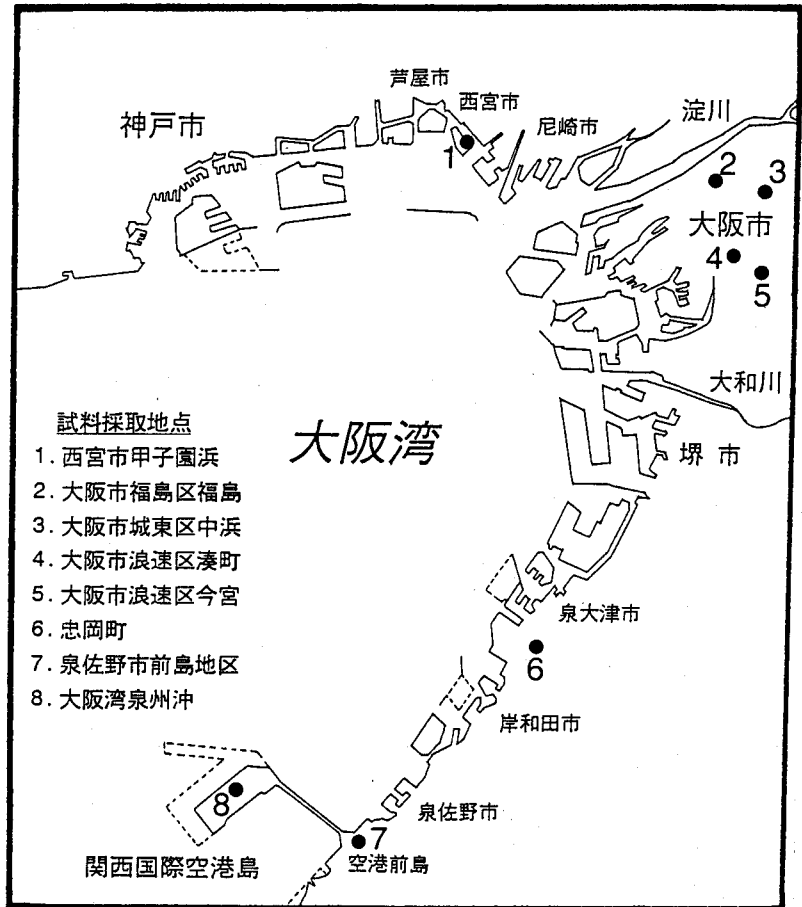 芦屋市
西宮市
神戸市
尼崎市
淀川
1
2
3
大阪市
4
5
大和川
試料採取地点
大阪湾
堺 市
1. 西宮市甲子園浜
2. 大阪市福島区福島
3. 大阪市城東区中浜
4. 大阪市浪速区湊町
5. 大阪市浪速区今宮
6. 忠岡町
7. 泉佐野市前島地区
8. 大阪湾泉州沖
泉大津市
6
岸和田市
8
泉佐野市
7
関西国際空港島
空港前島